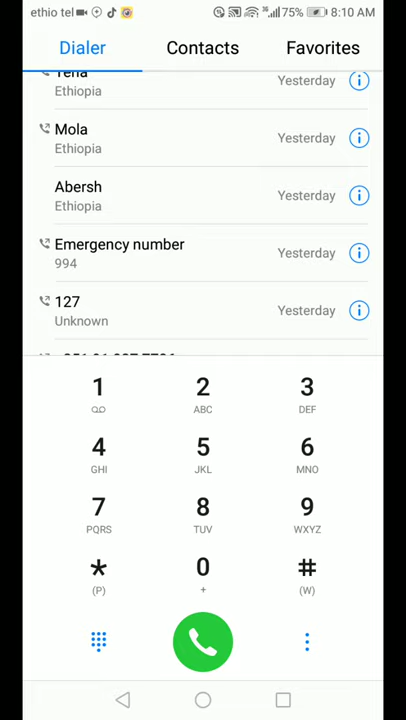 ethio tel 3G 75% 8:10 AM
Dialer Contacts Favorites
Yesterday
Ethiopia
Mola
Yesterday
Ethiopia
Abersh
Yesterday
Ethiopia
Emergency number
Yesterday
994
127
Yesterday
Unknown
1 2 3
ABC DEF
4 5 6
GHI JKL MNO
7 8 9
PQRS TUV WXYZ
* 0 #
(P) + (W)